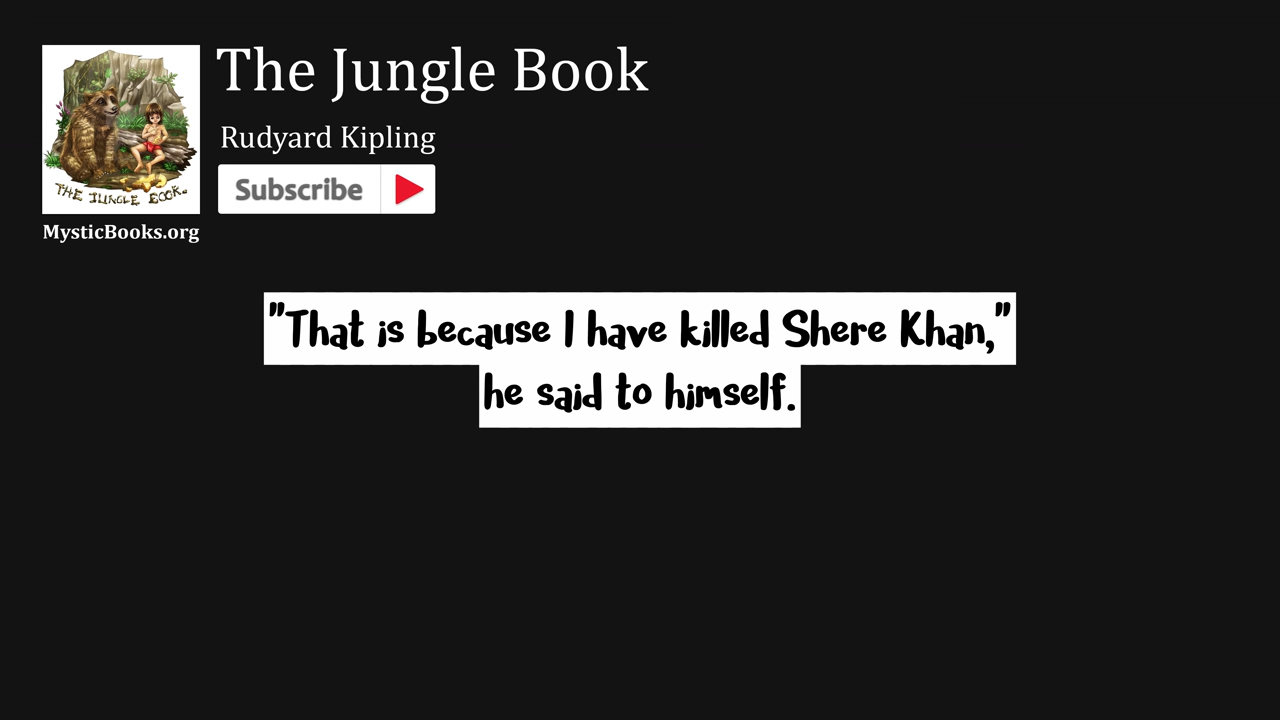 The Jungle Book
Rudyard Kipling
Subscribe
THE JUNGLE BOOK.
MysticBooks.org
"That is because I have killed Shere Khan,"
he said to himself.